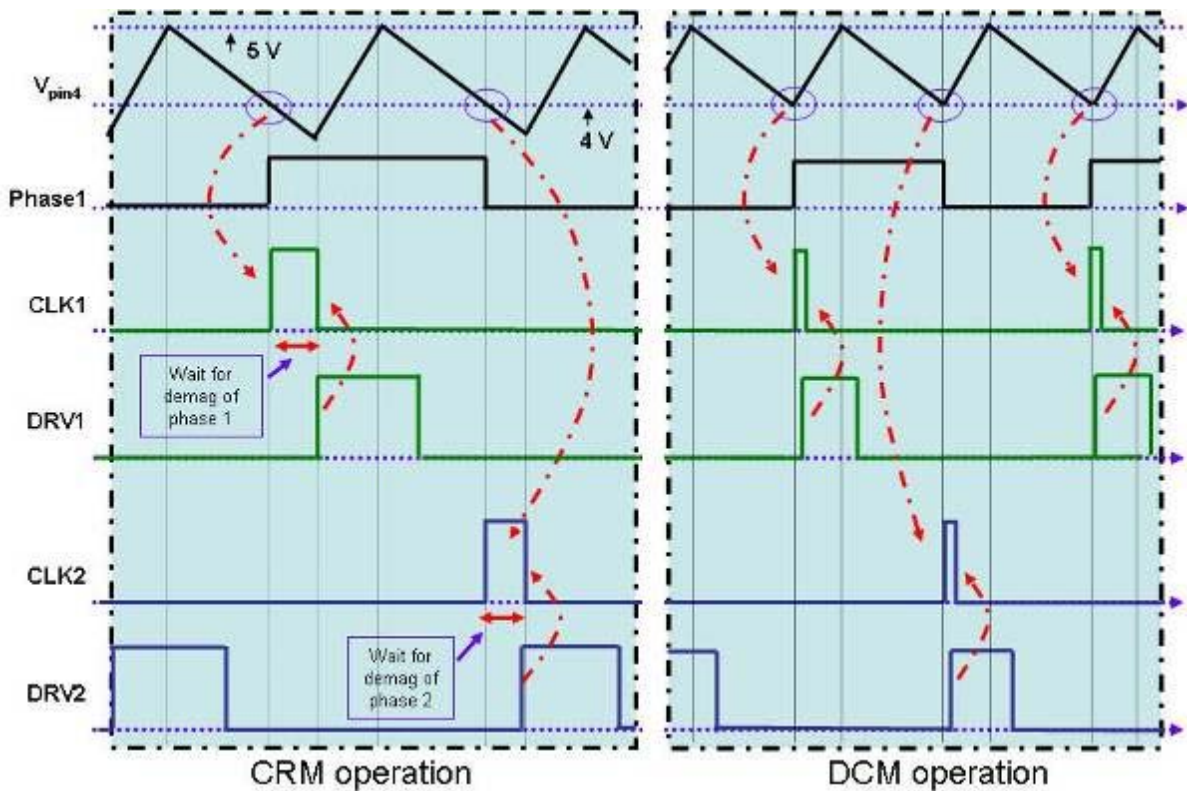 5 V
V_pin4
4 V
Phase1
CLK1
Wait for
demag of
phase 1
DRV1
CLK2
Wait for
demag of
phase 2
DRV2
CRM operation
DCM operation